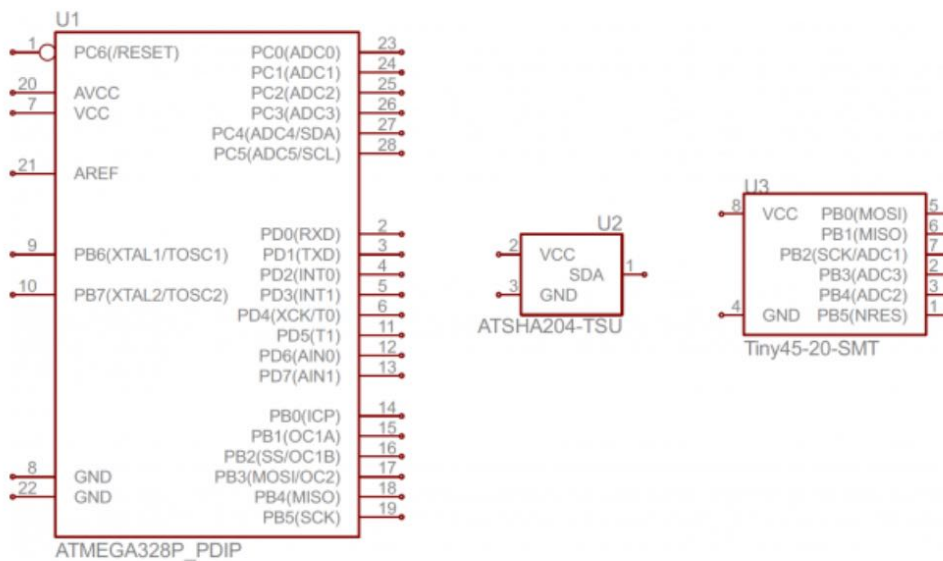 U1
1 PC6(/RESET) PC0(ADC0) 23
PC1(ADC1) 24
20 AVCC PC2(ADC2) 25
7 VCC PC3(ADC3) 26
PC4(ADC4/SDA) 27
PC5(ADC5/SCL) 28
21 AREF
PD0(RXD) 2
9 PB6(XTAL1/TOSC1) PD1(TXD) 3
PD2(INT0) 4
10 PB7(XTAL2/TOSC2) PD3(INT1) 5
PD4(XCK/T0) 6
PD5(T1) 11
PD6(AIN0) 12
PD7(AIN1) 13
PB0(ICP) 14
PB1(OC1A) 15
PB2(SS/OC1B) 16
8 GND PB3(MOSI/OC2) 17
22 GND PB4(MISO) 18
PB5(SCK) 19
ATMEGA328P_PDIP
U2
2 VCC
SDA 1
3 GND
ATSHA204-TSU
U3
8 VCC PB0(MOSI) 5
PB1(MISO) 6
PB2(SCK/ADC1) 7
PB3(ADC3) 2
PB4(ADC2) 3
4 GND PB5(NRES) 1
Tiny45-20-SMT